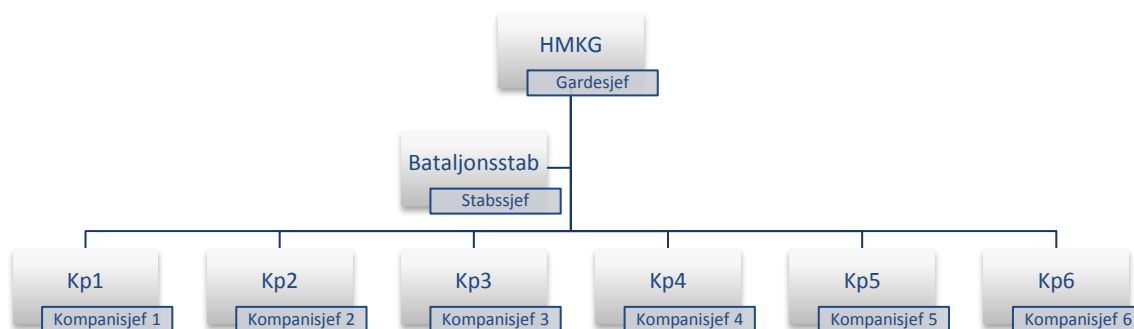 HMKG
Gardesjef
Bataljonsstab
Stabssjef
Kp1
Kompanisjef 1
Kp2
Kompanisjef 2
Kp3
Kompanisjef 3
Kp4
Kompanisjef 4
Kp5
Kompanisjef 5
Kp6
Kompanisjef 6